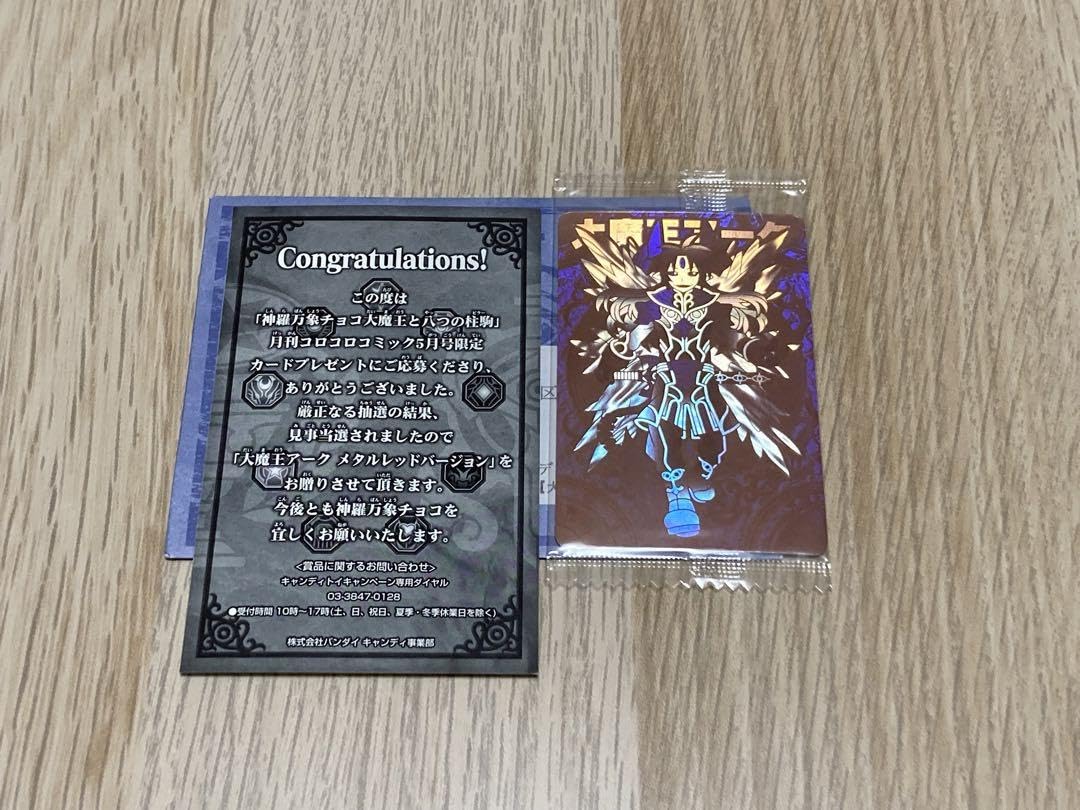 Congratulations!
この度は
「神羅万象チョコ大魔王と八つの柱駒」
月刊コロコロコミック5月号限定
カードプレゼントにご応募くださり、
ありがとうございました。
厳正なる抽選の結果、
見事当選されましたので
「大魔王アーク メタルレッドバージョン」を
お贈りさせて頂きます。
今後とも神羅万象チョコを
宜しくお願いいたします。
<賞品に関するお問い合わせ>
キャンディトイキャンペーン専用ダイヤル
03-3847-0128
●受付時間 10時〜17時(土、日、祝日、夏季・冬季休業日を除く)
株式会社バンダイ キャンディ事業部
区
デ
【大
大魔王アーク